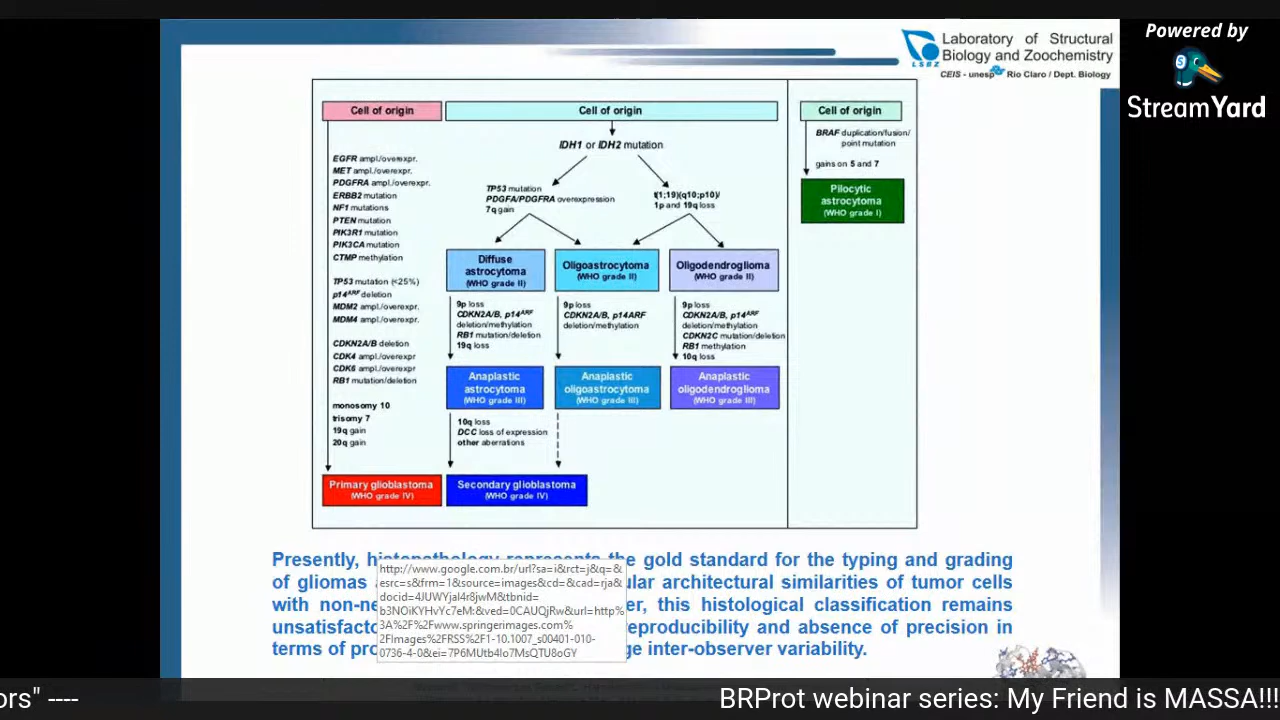 Laboratory of Structural
Biology and Zoochemistry
LSBZ
CEIS - unesp Rio Claro / Dept. Biology
Powered by
S
StreamYard
Cell of origin
EGFR ampl./overexpr.
MET ampl./overexpr.
PDGFRA ampl./overexpr.
ERBB2 mutation
NF1 mutations
PTEN mutation
PIK3R1 mutation
PIK3CA mutation
CTMP methylation
TP53 mutation (<25%)
p14ARF deletion
MDM2 ampl./overexpr.
MDM4 ampl./overexpr.
CDKN2A/B deletion
CDK4 ampl./overexpr
CDK6 ampl./overexpr
RB1 mutation/deletion
monosomy 10
trisomy 7
19q gain
20q gain
Primary glioblastoma
(WHO grade IV)
Cell of origin
IDH1 or IDH2 mutation
TP53 mutation
PDGFA/PDGFRA overexpression
7q gain
t(1;19)(q10;p10)/
1p and 19q loss
Diffuse
astrocytoma
(WHO grade II)
Oligoastrocytoma
(WHO grade II)
Oligodendroglioma
(WHO grade II)
9p loss
CDKN2A/B, p14ARF
deletion/methylation
RB1 mutation/deletion
19q loss
9p loss
CDKN2A/B, p14ARF
deletion/methylation
9p loss
CDKN2A/B, p14ARF
deletion/methylation
CDKN2C mutation/deletion
RB1 methylation
10q loss
Anaplastic
astrocytoma
(WHO grade III)
Anaplastic
oligoastrocytoma
(WHO grade III)
Anaplastic
oligodendroglioma
(WHO grade III)
10q loss
DCC loss of expression
other aberrations
Secondary glioblastoma
(WHO grade IV)
Cell of origin
BRAF duplication/fusion/
point mutation
gains on 5 and 7
Pilocytic
astrocytoma
(WHO grade I)
Presently, histopathology represents the gold standard for the typing and grading
of gliomas architectural similarities of tumor cells
with this histological classification remains
reproducibility and absence of precision in
terms of inter-observer variability.
http://www.google.com.br/url?sa=i&rct=j&q=&
esrc=s&frm=1&source=images&cd=&cad=rja&
docid=4JUWYjal4r8jwM&tbnid=
b3NOiKYHvYc7eM:&ved=0CAUQjRw&url=http%
3A%2F%2Fwww.springerimages.com%
2FImages%2FRSS%2F1-10.1007_s00401-010-
0736-4-0&ei=7P6MUtb4Io7MsQTU8oGY
ors" ----
BRProt webinar series: My Friend is MASSA!!!